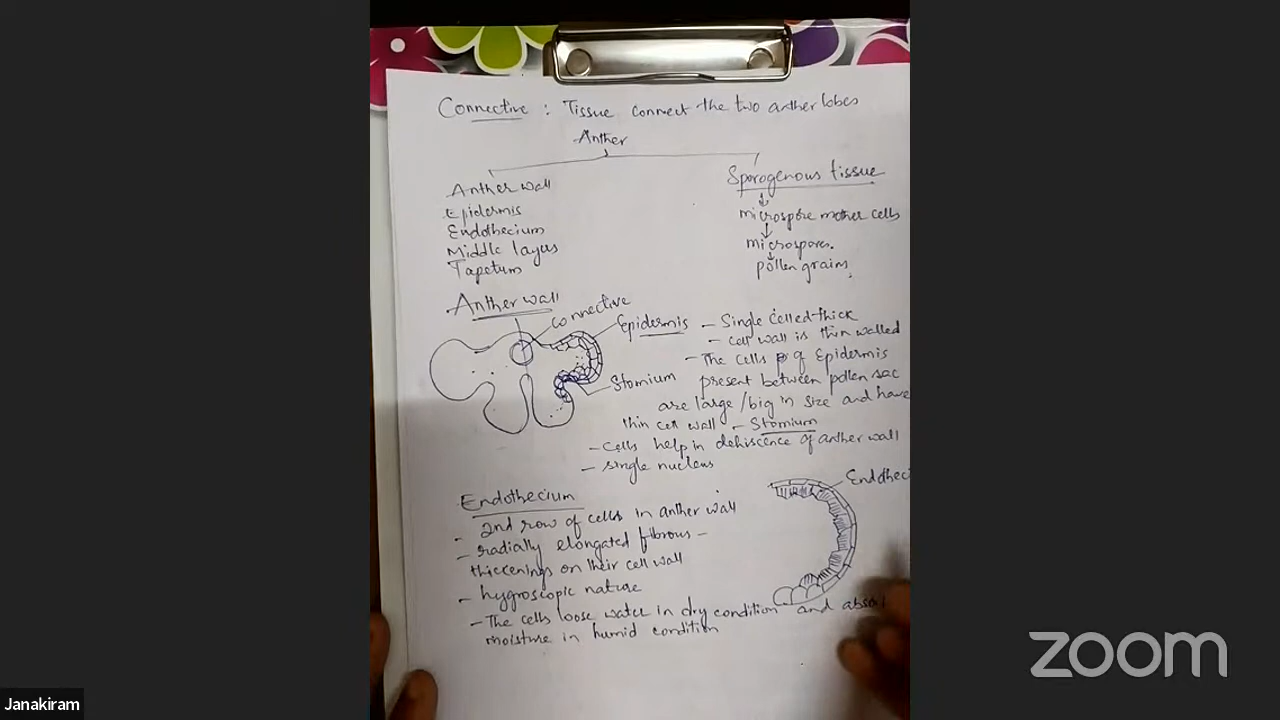 Connective : Tissue connect the two anther lobes
Anther
Anther wall
Epidermis
Endothecium
Middle layers
Tapetum
Sporogenous tissue
microspore mother cells
microspores.
pollen grains
Anther wall
connective
Epidermis
Stomium
- Single celled thick
- cell wall is thin walled
- The cells of Epidermis
present between pollen sac
are large /big in size and have
thin cell wall - Stomium
- Cells help in dehiscence of anther wall
- single nucleus
Endothecium
- 2nd row of cells in anther wall
- radially elongated fibrous -
thickenings on their cell wall
- hygroscopic nature
- The cells loose water in dry condition and
moisture in humid condition
Endotheci
zoom
Janakiram